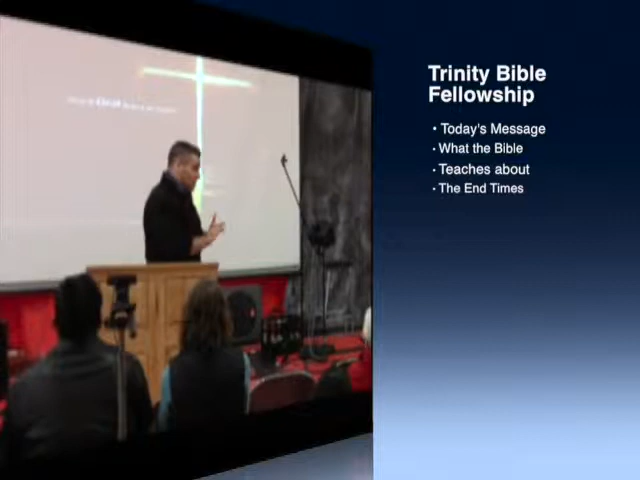 Trinity Bible
Fellowship
• Today's Message
• What the Bible
• Teaches about
• The End Times